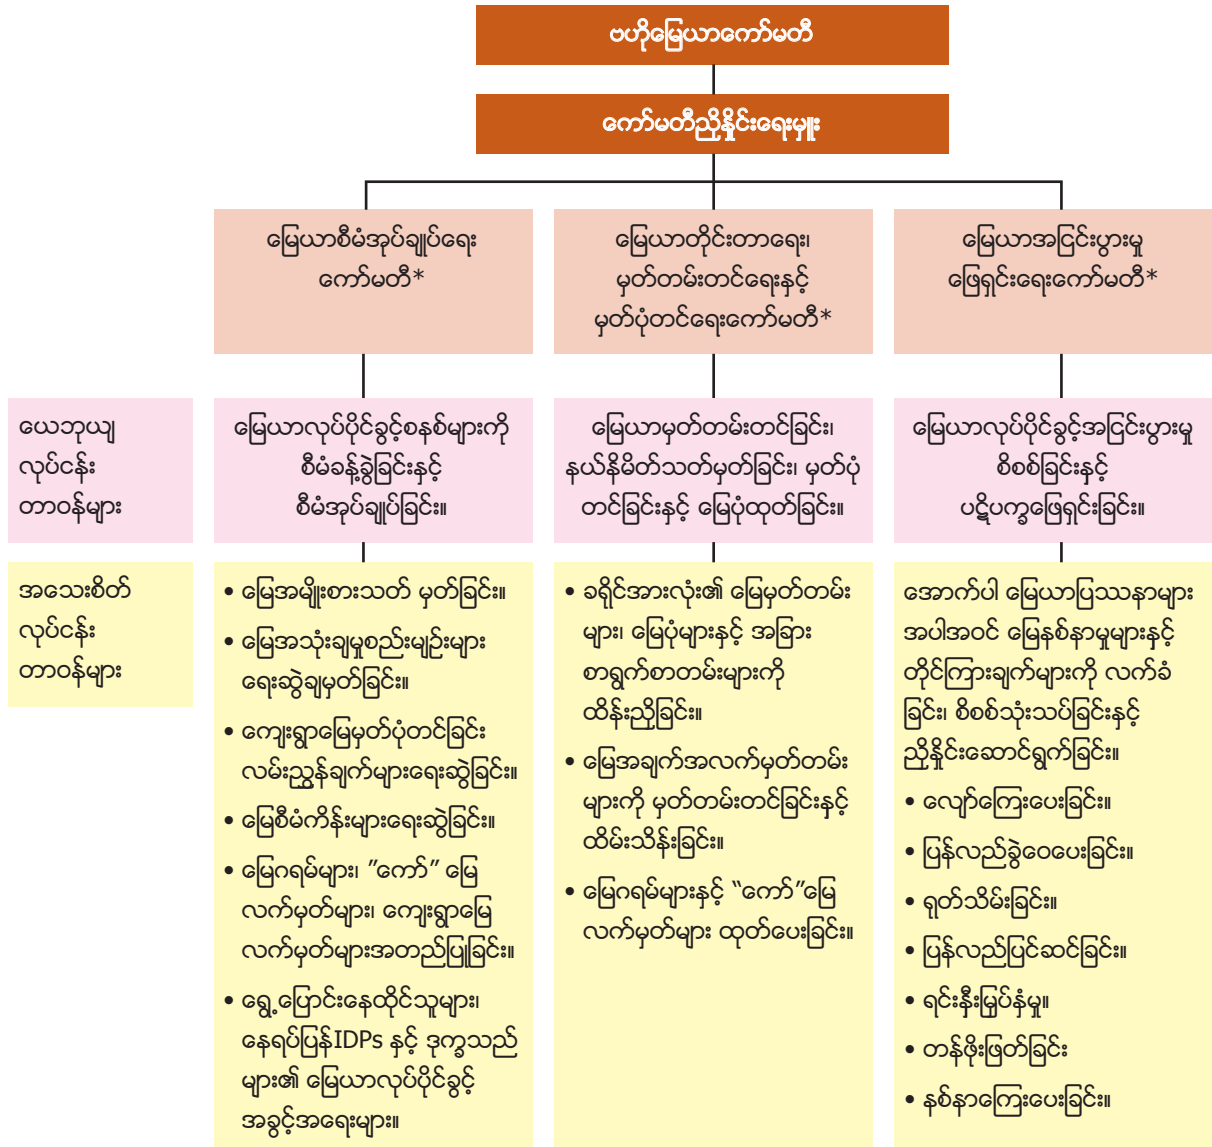 ဗဟိုမြေယာကော်မတီ
ကော်မတီညှိနှိုင်းရေးမှူး
မြေယာစီမံအုပ်ချုပ်ရေး
ကော်မတီ*
မြေယာတိုင်းတာရေး၊
မှတ်တမ်းတင်ရေးနှင့်
မှတ်ပုံတင်ရေးကော်မတီ*
မြေယာအငြင်းပွားမှု
ဖြေရှင်းရေးကော်မတီ*
ယေဘုယျ
လုပ်ငန်း
တာဝန်များ
မြေယာလုပ်ပိုင်ခွင့်စနစ်များကို
စီမံခန့်ခွဲခြင်းနှင့်
စီမံအုပ်ချုပ်ခြင်း။
မြေယာမှတ်တမ်းတင်ခြင်း၊
နယ်နိမိတ်သတ်မှတ်ခြင်း၊ မှတ်ပုံ
တင်ခြင်းနှင့် မြေပုံထုတ်ခြင်း။
မြေယာလုပ်ပိုင်ခွင့်အငြင်းပွားမှု
စိစစ်ခြင်းနှင့်
ပဋိပက္ခဖြေရှင်းခြင်း။
အသေးစိတ်
လုပ်ငန်း
တာဝန်များ
• မြေအမျိုးစားသတ် မှတ်ခြင်း။
• မြေအသုံးချမှုစည်းမျဉ်းများ
ရေးဆွဲချမှတ်ခြင်း။
• ကျေးရွာမြေမှတ်ပုံတင်ခြင်း
လမ်းညွှန်ချက်များရေးဆွဲခြင်း။
• မြေစီမံကိန်းများရေးဆွဲခြင်း။
• မြေဂရမ်များ၊ ”ကော်” မြေ
လက်မှတ်များ၊ ကျေးရွာမြေ
လက်မှတ်များအတည်ပြုခြင်း။
• ရွှေ့ပြောင်းနေထိုင်သူများ၊
နေရပ်ပြန်IDPs နှင့် ဒုက္ခသည်
များ၏ မြေယာလုပ်ပိုင်ခွင့်
အခွင့်အရေးများ။
• ခရိုင်အားလုံး၏ မြေမှတ်တမ်း
များ၊ မြေပုံများနှင့် အခြား
စာရွက်စာတမ်းများကို
ထိန်းညှိခြင်း။
• မြေအချက်အလက်မှတ်တမ်း
များကို မှတ်တမ်းတင်ခြင်းနှင့်
ထိမ်းသိန်းခြင်း။
• မြေဂရမ်များနှင့် “ကော်”မြေ
လက်မှတ်များ ထုတ်ပေးခြင်း။
အောက်ပါ မြေယာပြဿနာများ
အပါအဝင် မြေနစ်နာမှုများနှင့်
တိုင်ကြားချက်များကို လက်ခံ
ခြင်း၊ စိစစ်သုံးသပ်ခြင်းနှင့်
ညှိနှိုင်းဆောင်ရွက်ခြင်း။
• လျော်ကြေးပေးခြင်း။
• ပြန်လည်ခွဲဝေပေးခြင်း။
• ရုတ်သိမ်းခြင်း။
• ပြန်လည်ပြင်ဆင်ခြင်း။
• ရင်းနှီးမြှပ်နှံမှု။
• တန်ဖိုးဖြတ်ခြင်း
• နစ်နာကြေးပေးခြင်း။